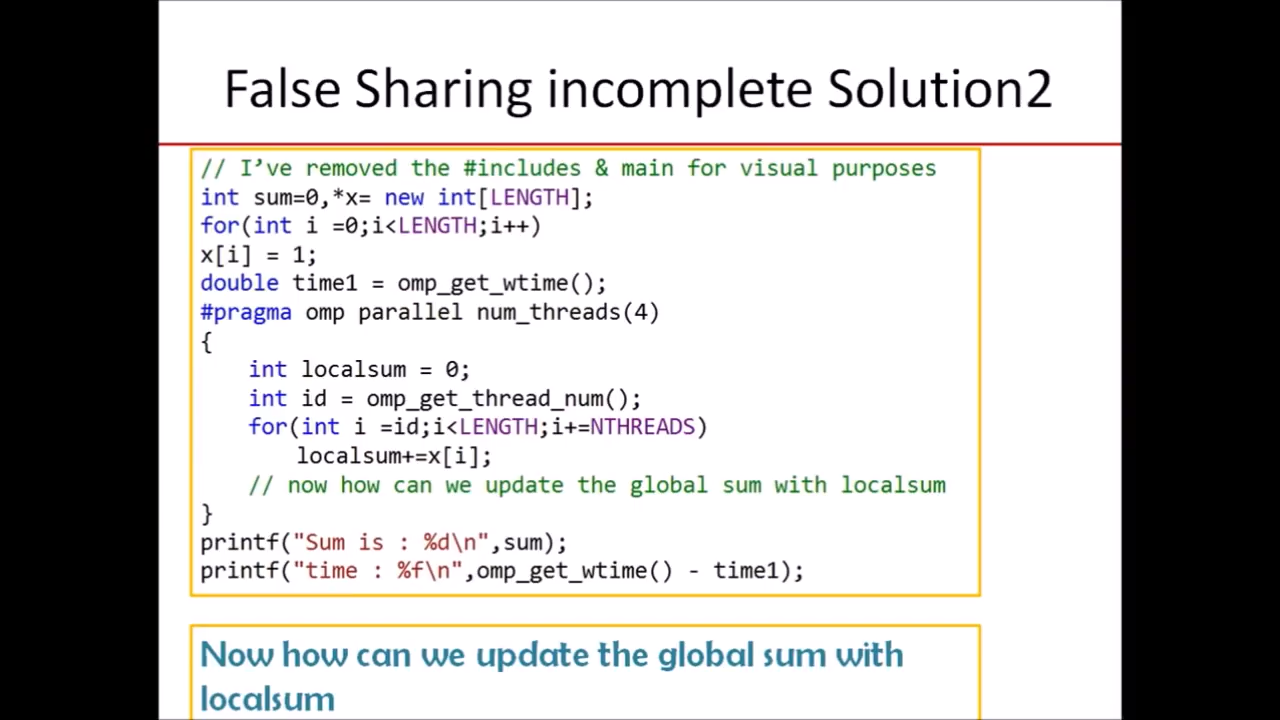 False Sharing incomplete Solution2
// I’ve removed the #includes & main for visual purposes
int sum=0,*x= new int[LENGTH];
for(int i =0;i<LENGTH;i++)
x[i] = 1;
double time1 = omp_get_wtime();
#pragma omp parallel num_threads(4)
{
int localsum = 0;
int id = omp_get_thread_num();
for(int i =id;i<LENGTH;i+=NTHREADS)
localsum+=x[i];
// now how can we update the global sum with localsum
}
printf("Sum is : %d\n",sum);
printf("time : %f\n",omp_get_wtime() - time1);
Now how can we update the global sum with
localsum